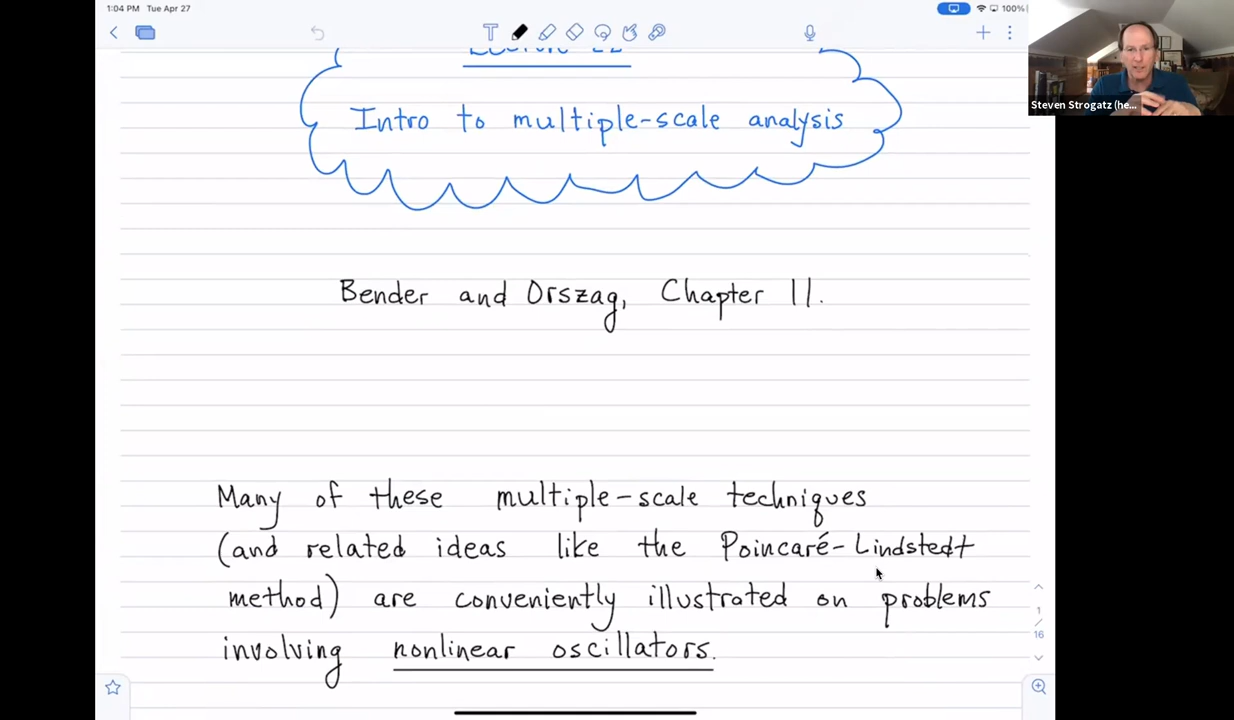 1:04 PM Tue Apr 27
100%
Steven Strogatz (he...
Intro to multiple-scale analysis
Bender and Orszag, Chapter 11.
Many of these multiple-scale techniques
(and related ideas like the Poincaré-Lindstedt
method) are conveniently illustrated on problems
involving nonlinear oscillators.
1
/
16